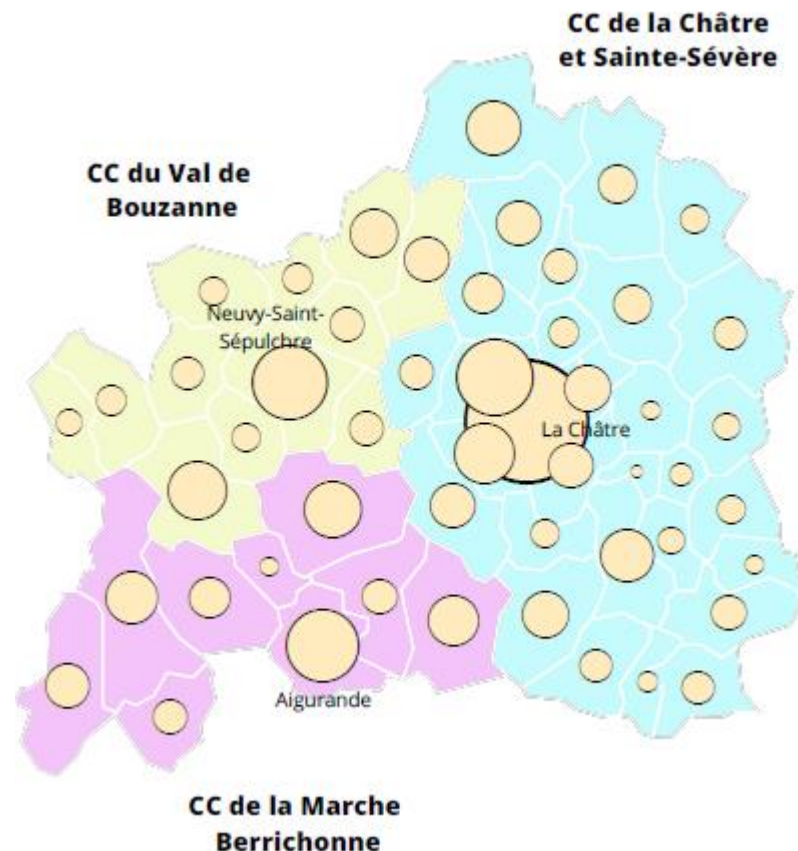 CC de la Châtre
et Sainte-Sévère
CC du Val de
Bouzanne
Neuvy-Saint-
Sépulchre
La Châtre
Aigurande
CC de la Marche
Berrichonne